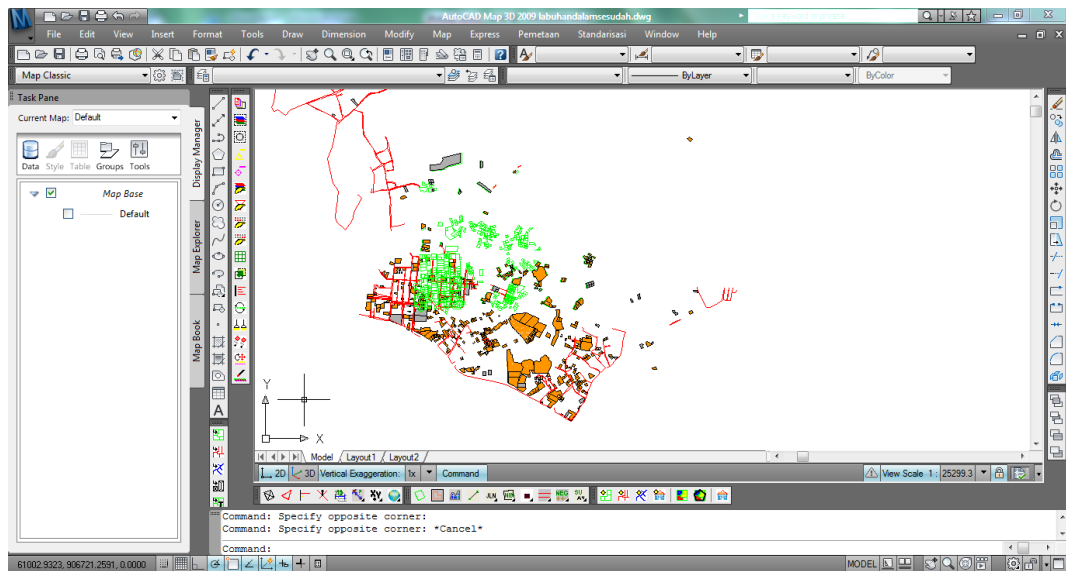 AutoCAD Map 3D 2009 labuhandalamsesudah.dwg
File Edit View Insert Format Tools Draw Dimension Modify Map Express Pemetaan Standarisasi Window Help
Map Classic ByLayer ByColor
Task Pane
Current Map: Default
Data Style Table Groups Tools
Map Base
Default
Display Manager
Map Explorer
Map Book
Y
X
Model Layout1 Layout2
2D 3D Vertical Exaggeration: 1x Command View Scale 1 : 25299.3
Command: Specify opposite corner:
Command: Specify opposite corner: *Cancel*
Command:
61002.9323, 906721.2591, 0.0000 MODEL